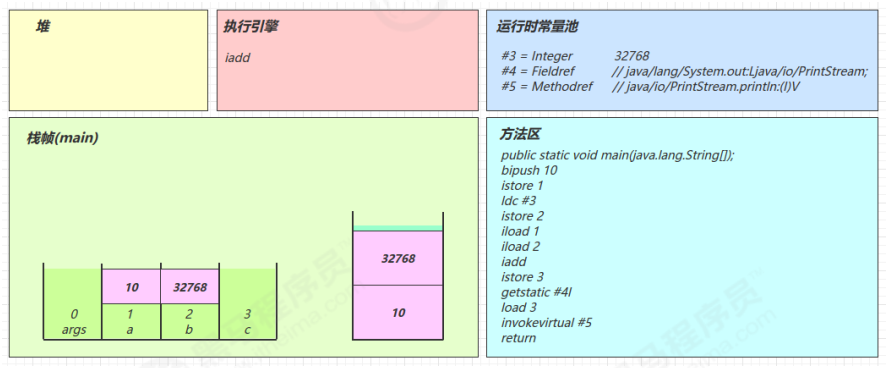 堆
执行引擎
iadd
运行时常量池
#3 = Integer 32768
#4 = Fieldref // java/lang/System.out:Ljava/io/PrintStream;
#5 = Methodref // java/io/PrintStream.println:(I)V
栈帧(main)
32768
10
10 32768
0 1 2 3
args a b c
方法区
public static void main(java.lang.String[]);
bipush 10
istore 1
ldc #3
istore 2
iload 1
iload 2
iadd
istore 3
getstatic #4l
load 3
invokevirtual #5
return